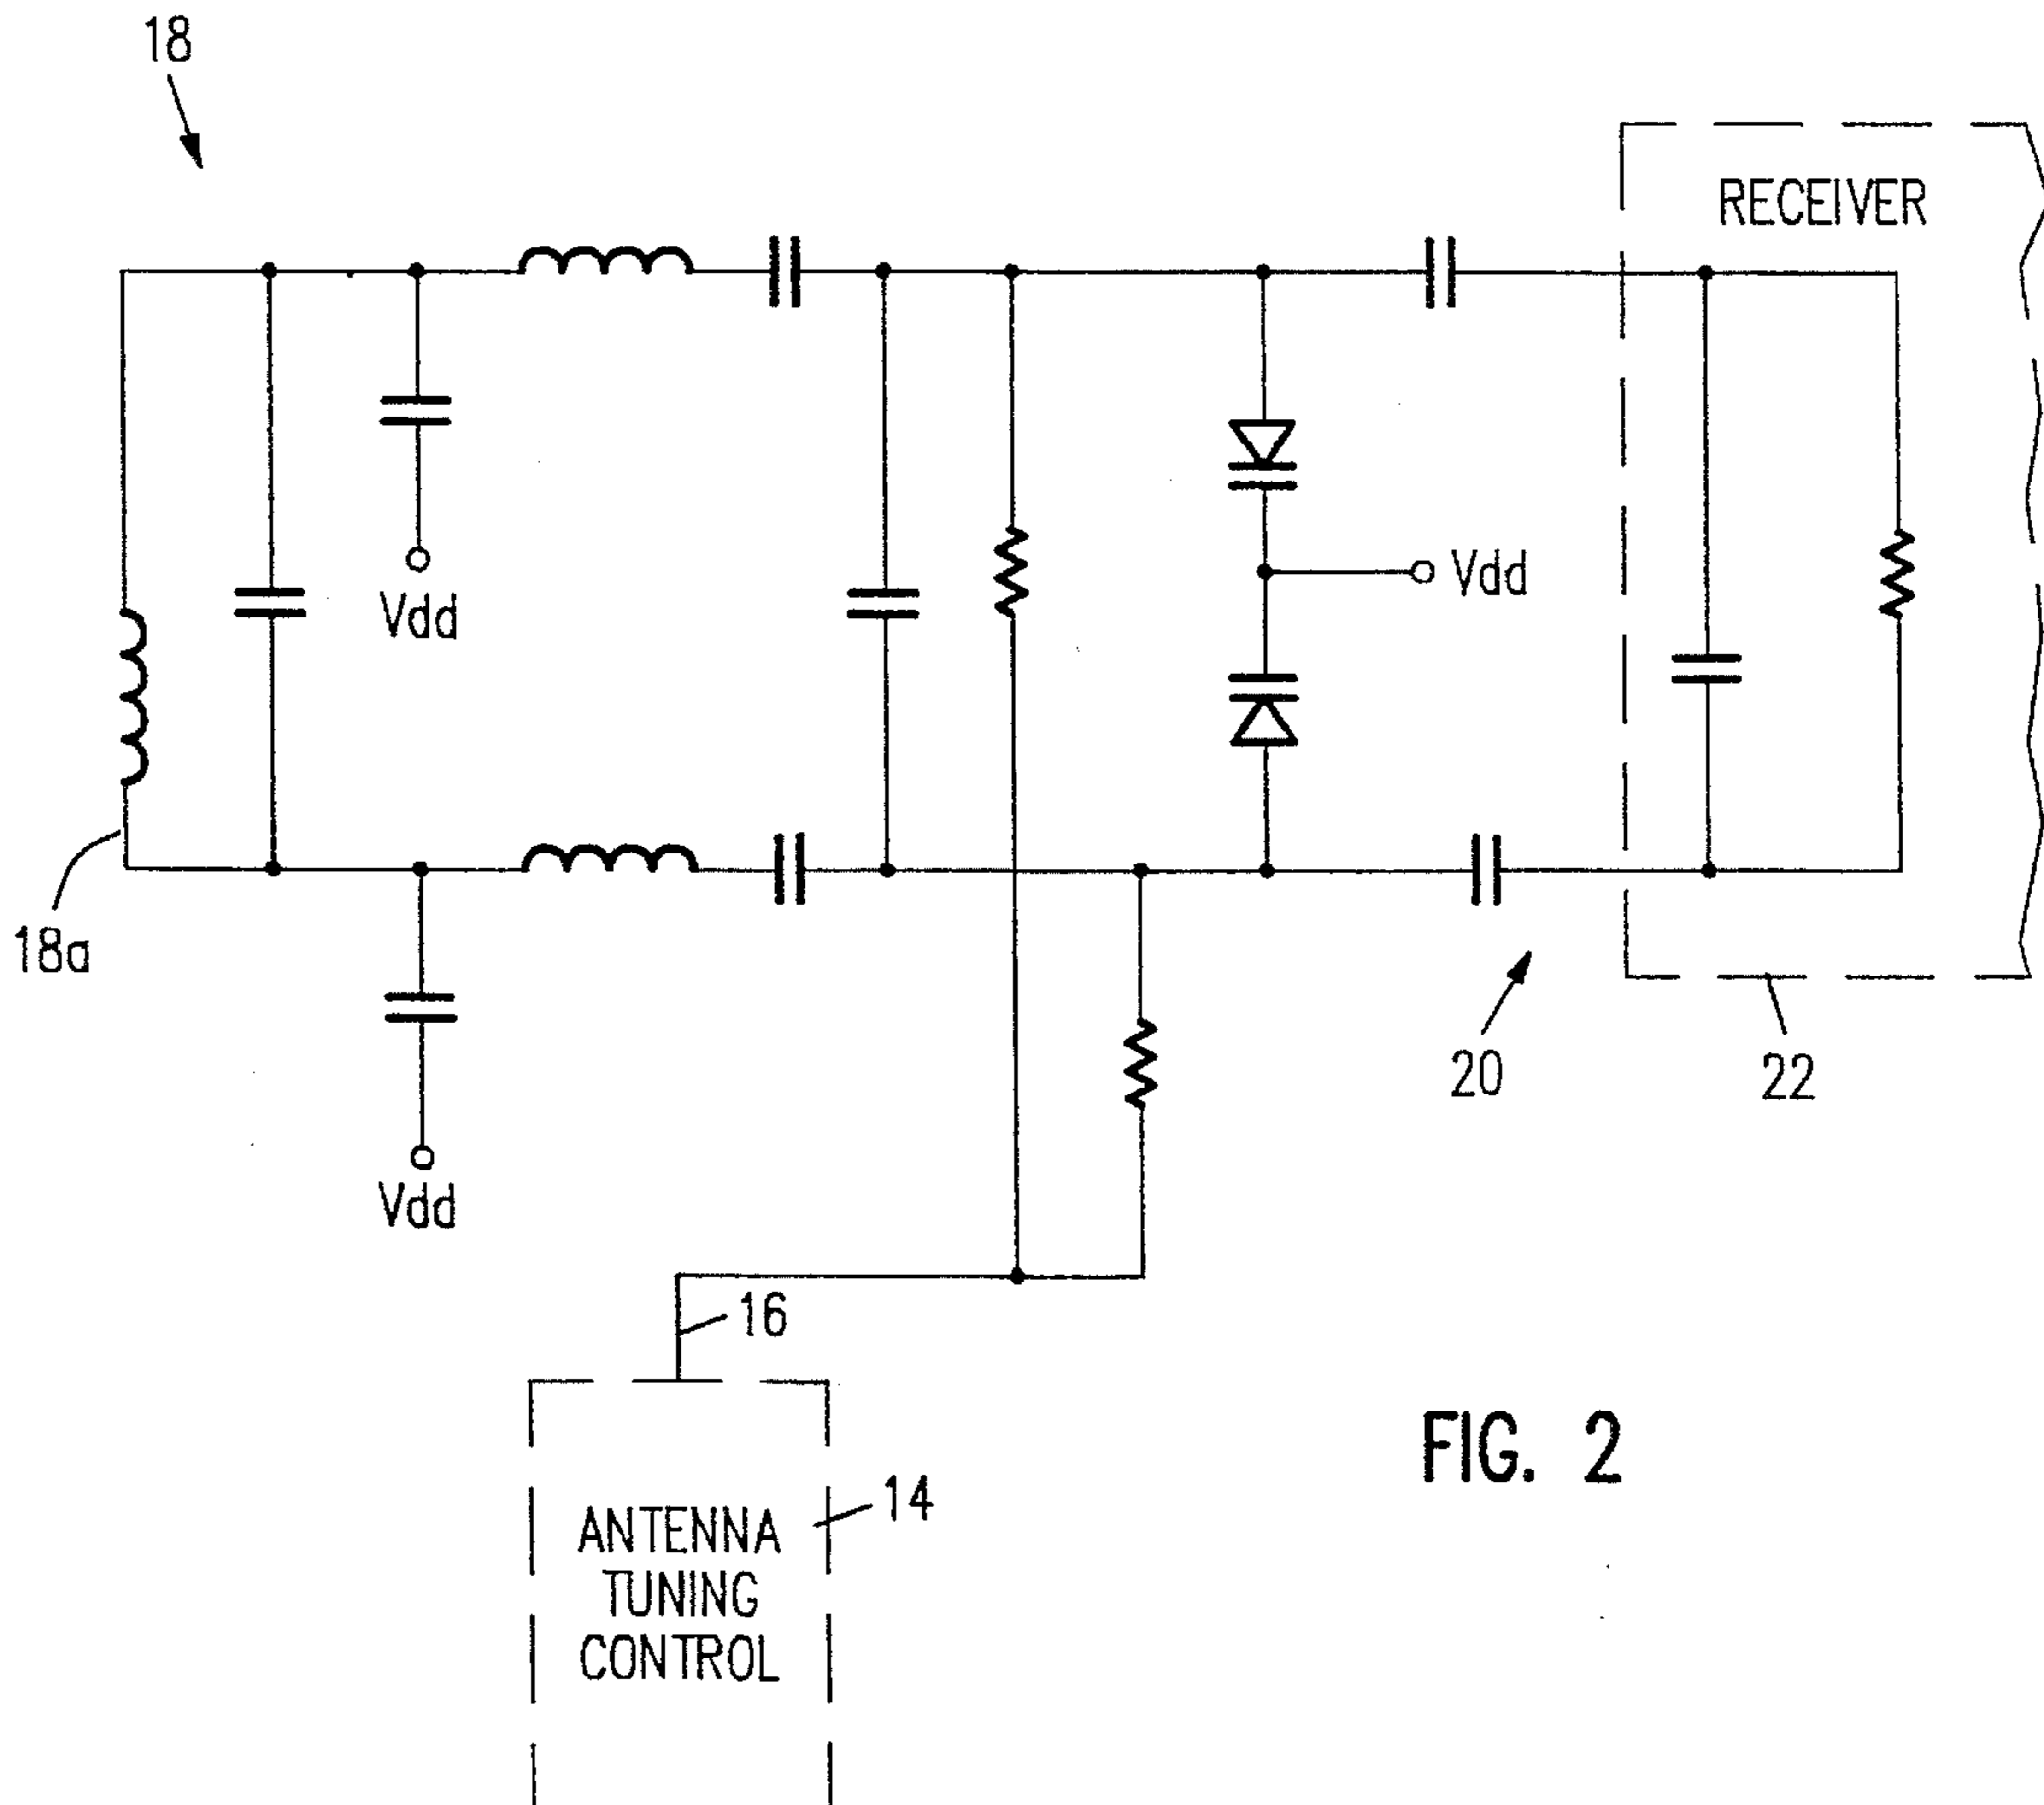 18
RECEIVER
Vdd
Vdd
18a
20
22
Vdd
16
14
ANTENNA
TUNING
CONTROL
FIG. 2